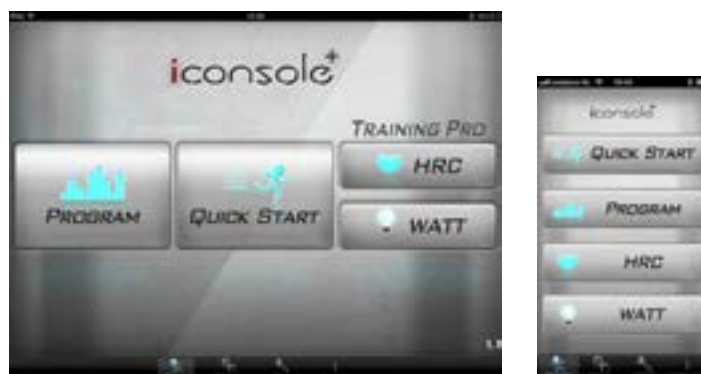 iconsole+
TRAINING PRO
HRC
PROGRAM
QUICK START
WATT
iconsole+
QUICK START
PROGRAM
HRC
WATT